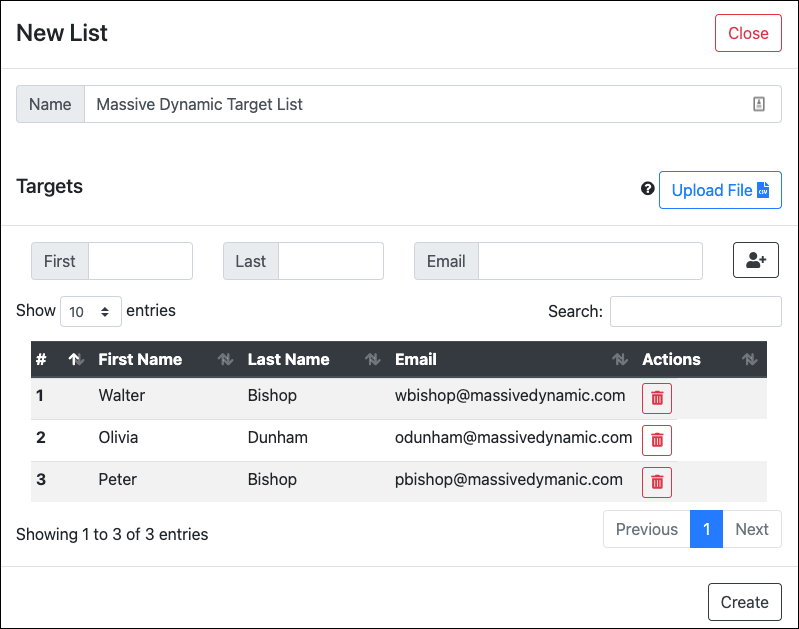 New List Close
Name Massive Dynamic Target List
Targets Upload File CSV
First Last Email
Show 10 entries Search:
# First Name Last Name Email Actions
1 Walter Bishop wbishop@massivedynamic.com
2 Olivia Dunham odunham@massivedynamic.com
3 Peter Bishop pbishop@massivedymanic.com
Showing 1 to 3 of 3 entries Previous 1 Next
Create